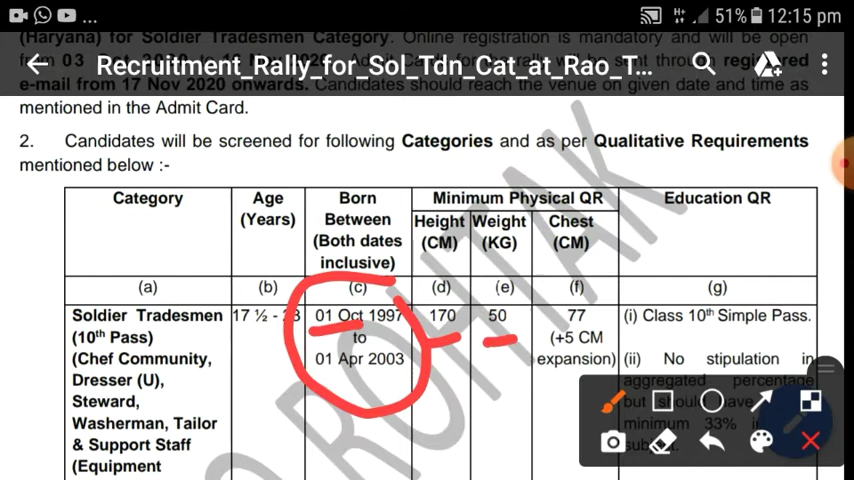 ... 51% 12:15 pm
(Haryana) for Soldier Tradesmen Category. Online registration is mandatory and will be open
Recruitment_Rally_for_Sol_Tdn_Cat_at_Rao_T...
e-mail from 17 Nov 2020 onwards. Candidates should reach the venue on given date and time as
mentioned in the Admit Card.
2. Candidates will be screened for following Categories and as per Qualitative Requirements
mentioned below :-
Category Age (Years) Born Between (Both dates inclusive) Minimum Physical QR Education QR
Height (CM) Weight (KG) Chest (CM)
(a) (b) (c) (d) (e) (f) (g)
Soldier Tradesmen 17 ½ - 23 01 Oct 1997 170 50 77 (i) Class 10th Simple Pass.
(10th Pass) to (+5 CM
(Chef Community, 01 Apr 2003 expansion) (ii) No stipulation in
Dresser (U), aggregated percentage
Steward, but should have
Washerman, Tailor minimum 33% in
& Support Staff
(Equipment
ROHTAK